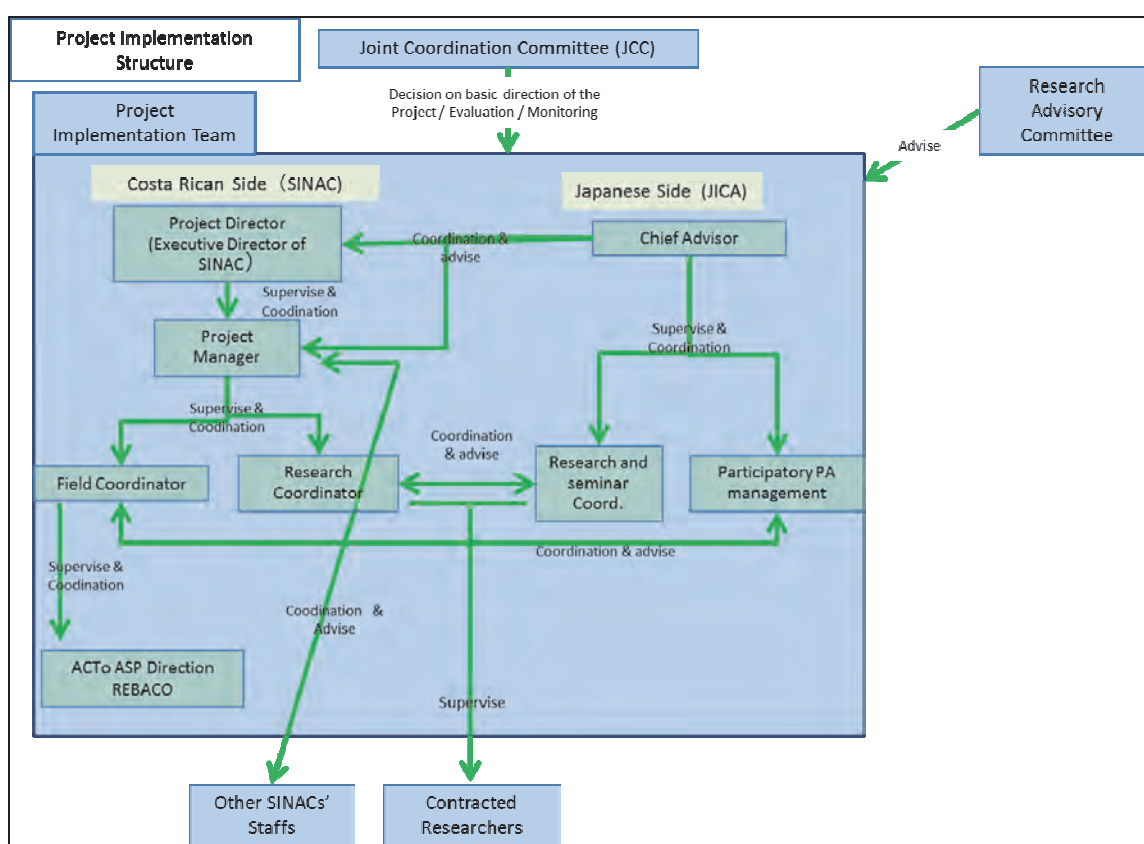 Project Implementation
Structure
Joint Coordination Committee (JCC)
Decision on basic direction of the
Project / Evaluation / Monitoring
Research
Advisory
Committee
Advise
Project
Implementation Team
Costa Rican Side (SINAC)
Japanese Side (JICA)
Project Director
(Executive Director of
SINAC)
Coordination &
advise
Chief Advisor
Supervise &
Coodination
Project
Manager
Supervise &
Coordination
Supervise &
Coodination
Coordination
& advise
Field Coordinator
Research
Coordinator
Research and
seminar
Coord.
Participatory PA
management
Coordination & advise
Supervise &
Coodination
Coodination &
Advise
ACTo ASP Direction
REBACO
Supervise
Other SINACs'
Staffs
Contracted
Researchers